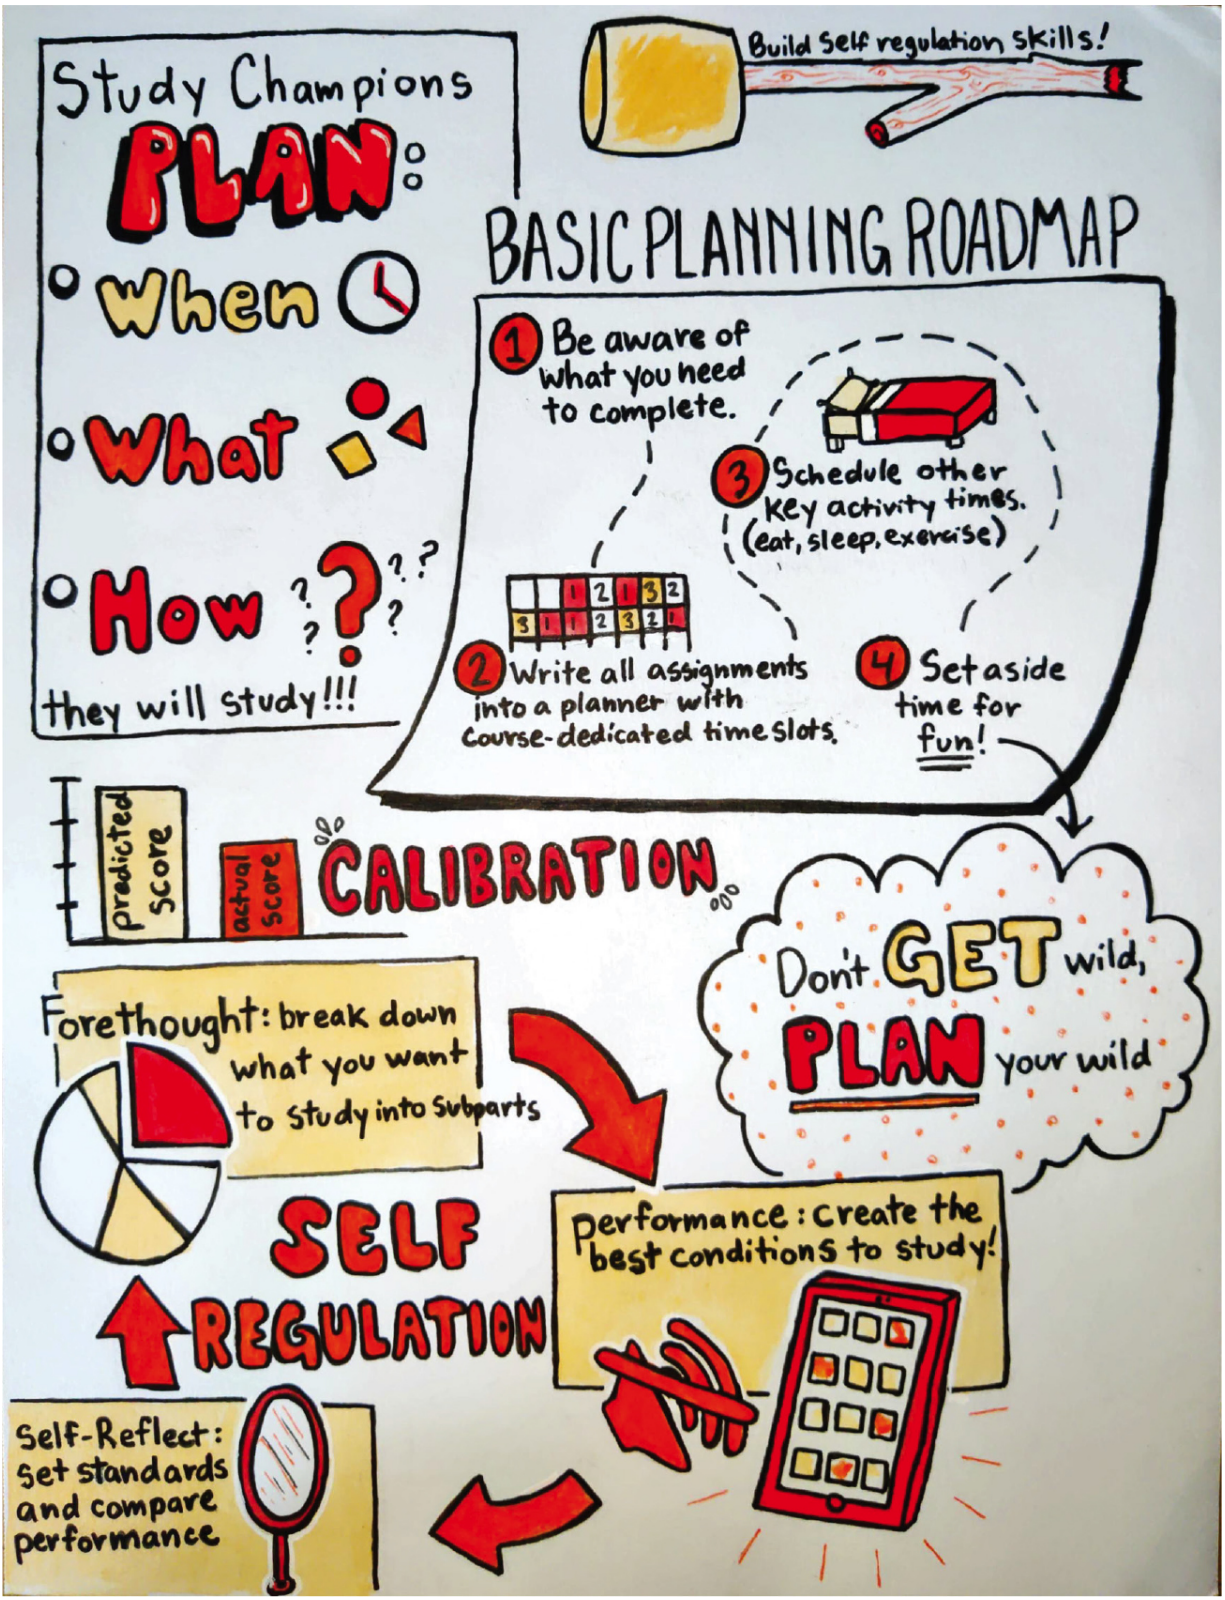 Study Champions
PLAN:
When
What
How
? ? ? ? ? ?
they will study!!!
Build Self regulation skills!
BASIC PLANNING ROADMAP
1 Be aware of
what you need
to complete.
1 2 1 3 2
3 1 1 2 3 2 1
2 Write all assignments
into a planner with
course-dedicated time slots.
3 Schedule other
key activity times.
(eat, sleep, exercise)
4 Set aside
time for
fun!
Don't GET wild,
PLAN your wild
predicted
score
actual
score
CALIBRATION
Forethought: break down
what you want
to study into subparts
SELF
REGULATION
performance: create the
best conditions to study!
Self-Reflect:
set standards
and compare
performance